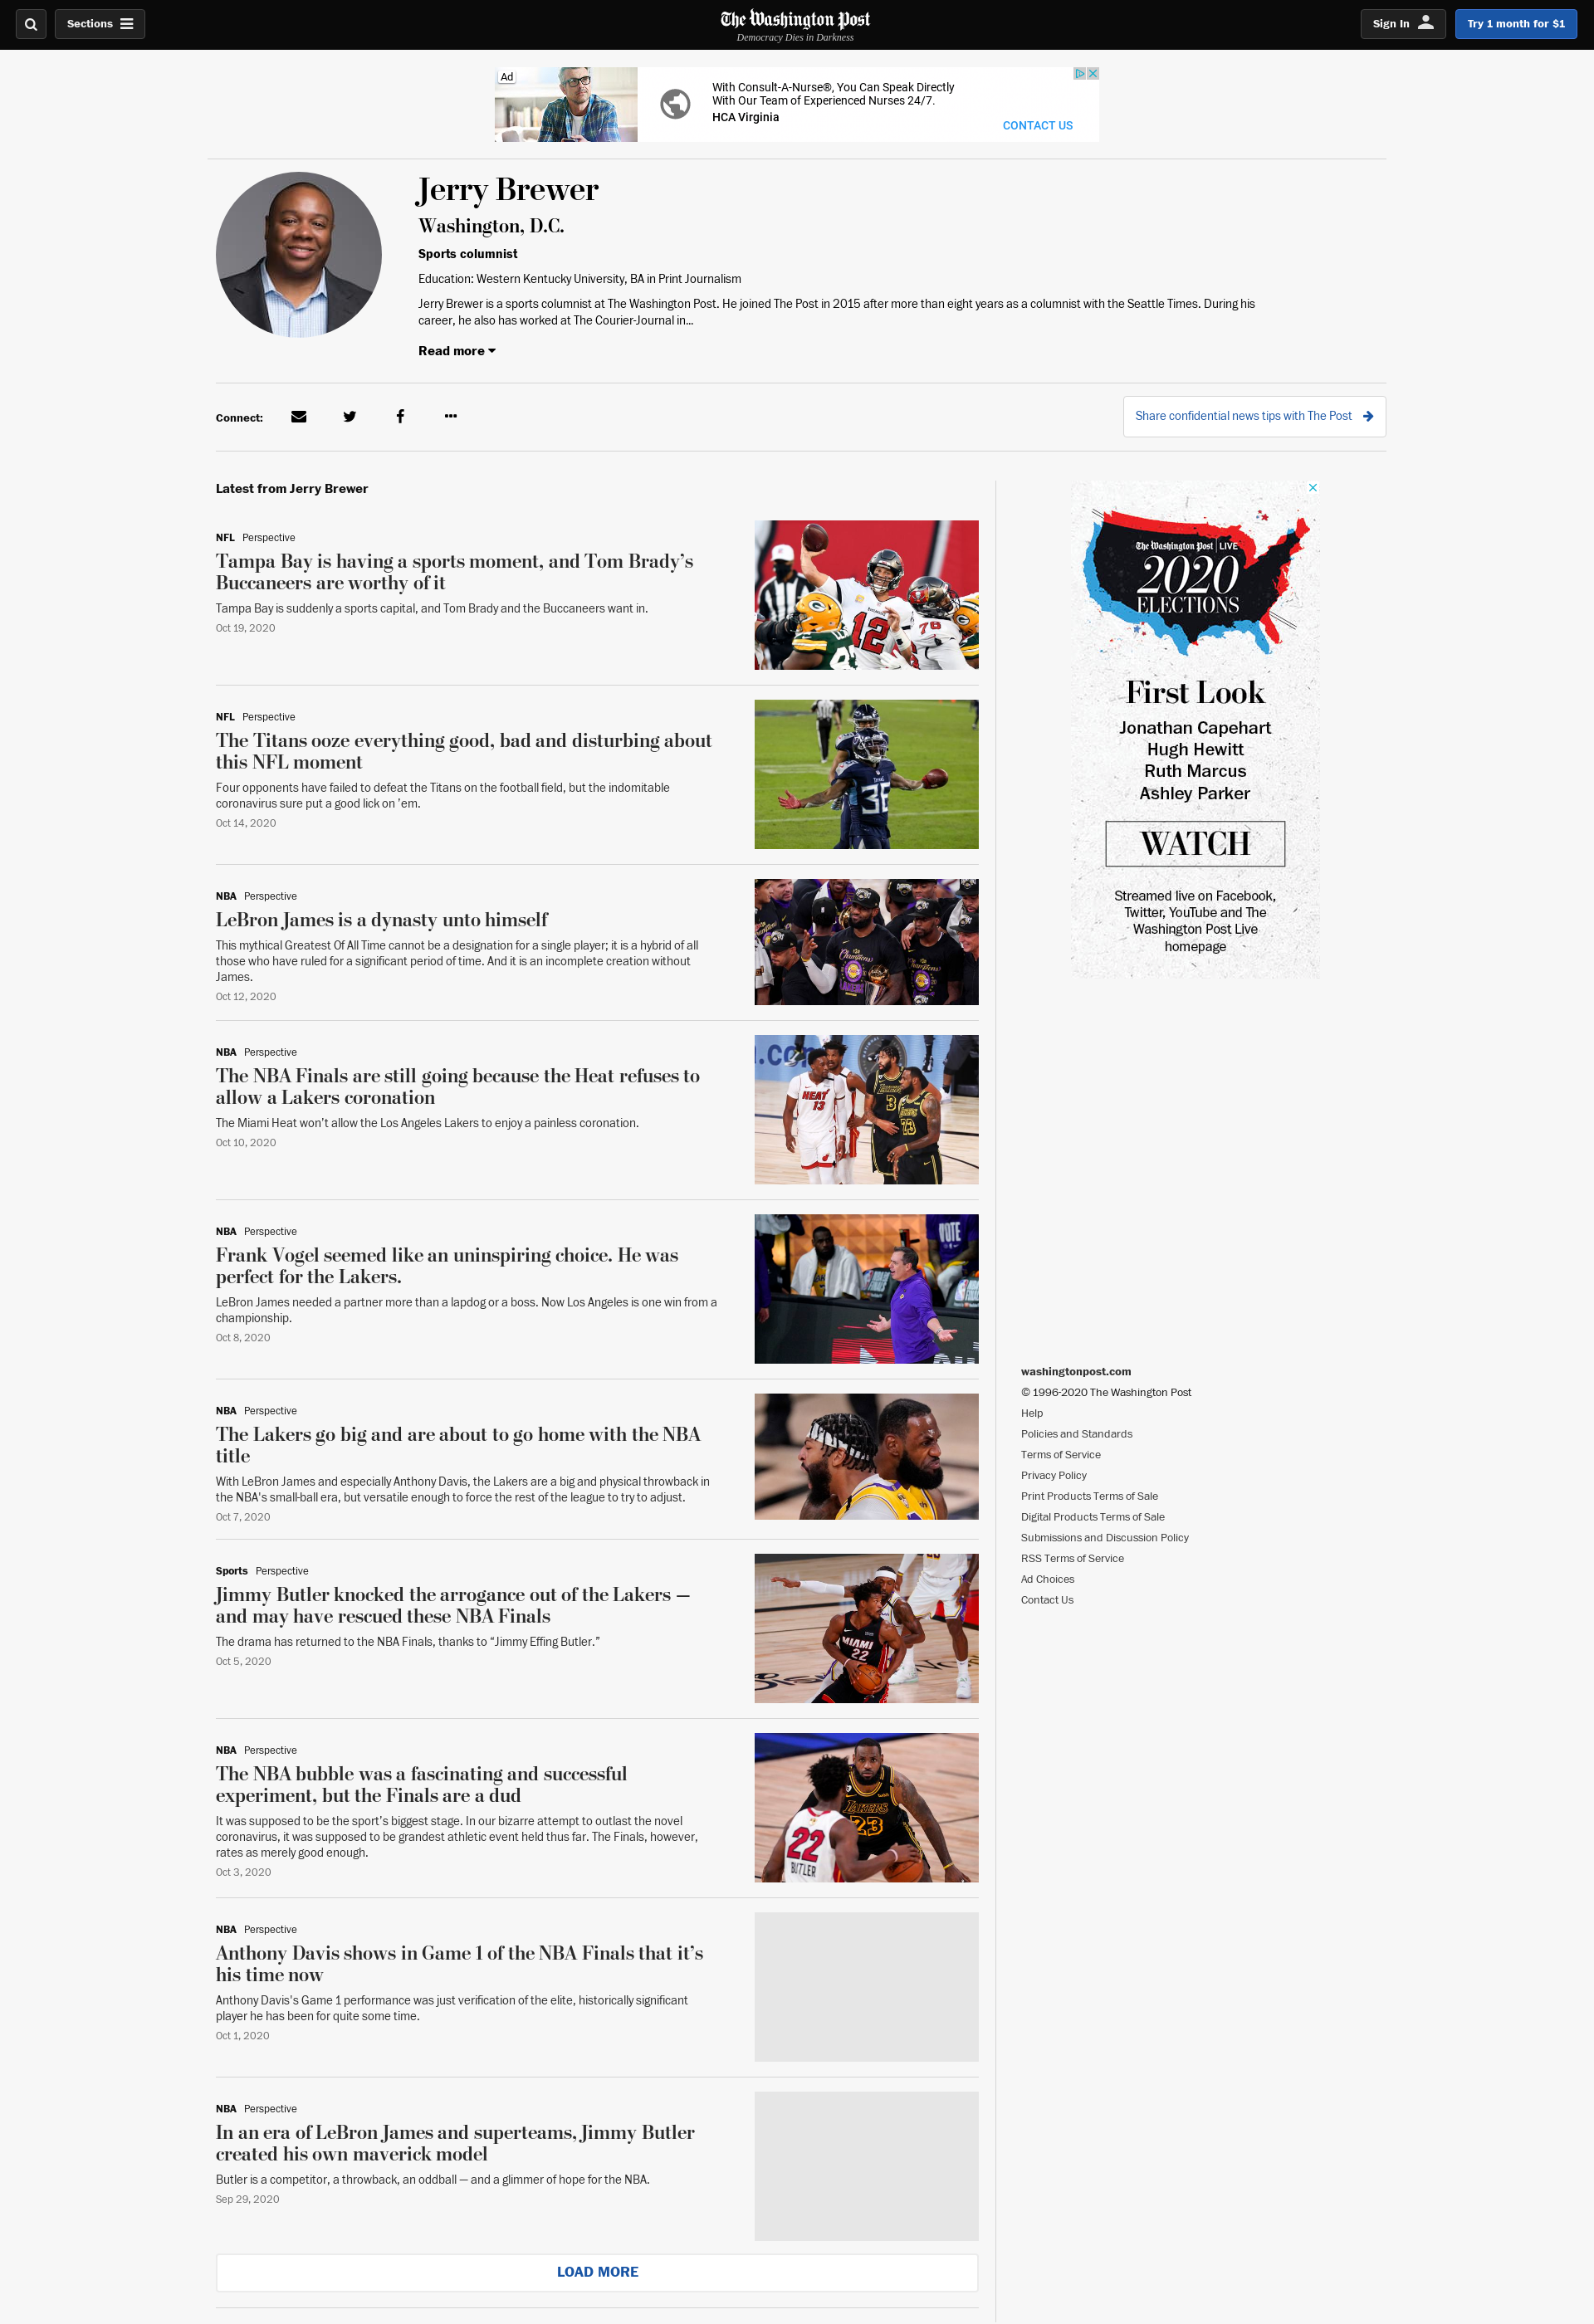 Sections
The Washington Post
Democracy Dies in Darkness
Sign In
Try 1 month for $1
Ad
With Consult-A-Nurse®, You Can Speak Directly
With Our Team of Experienced Nurses 24/7.
HCA Virginia
CONTACT US
Jerry Brewer
Washington, D.C.
Sports columnist
Education: Western Kentucky University, BA in Print Journalism
Jerry Brewer is a sports columnist at The Washington Post. He joined The Post in 2015 after more than eight years as a columnist with the Seattle Times. During his
career, he also has worked at The Courier-Journal in...
Read more
Connect:
Share confidential news tips with The Post
Latest from Jerry Brewer
NFL Perspective
Tampa Bay is having a sports moment, and Tom Brady’s
Buccaneers are worthy of it
Tampa Bay is suddenly a sports capital, and Tom Brady and the Buccaneers want in.
Oct 19, 2020
12
76
NFL Perspective
The Titans ooze everything good, bad and disturbing about
this NFL moment
Four opponents have failed to defeat the Titans on the football field, but the indomitable
coronavirus sure put a good lick on ’em.
Oct 14, 2020
NBA Perspective
LeBron James is a dynasty unto himself
This mythical Greatest Of All Time cannot be a designation for a single player; it is a hybrid of all
those who have ruled for a significant period of time. And it is an incomplete creation without
James.
Oct 12, 2020
NBA Perspective
The NBA Finals are still going because the Heat refuses to
allow a Lakers coronation
The Miami Heat won’t allow the Los Angeles Lakers to enjoy a painless coronation.
Oct 10, 2020
HEAT
13
3
23
NBA Perspective
Frank Vogel seemed like an uninspiring choice. He was
perfect for the Lakers.
LeBron James needed a partner more than a lapdog or a boss. Now Los Angeles is one win from a
championship.
Oct 8, 2020
VOTE
NBA Perspective
The Lakers go big and are about to go home with the NBA
title
With LeBron James and especially Anthony Davis, the Lakers are a big and physical throwback in
the NBA's small-ball era, but versatile enough to force the rest of the league to try to adjust.
Oct 7, 2020
Sports Perspective
Jimmy Butler knocked the arrogance out of the Lakers —
and may have rescued these NBA Finals
The drama has returned to the NBA Finals, thanks to “Jimmy Effing Butler.”
Oct 5, 2020
MIAMI
22
NBA Perspective
The NBA bubble was a fascinating and successful
experiment, but the Finals are a dud
It was supposed to be the sport’s biggest stage. In our bizarre attempt to outlast the novel
coronavirus, it was supposed to be grandest athletic event held thus far. The Finals, however,
rates as merely good enough.
Oct 3, 2020
LAKERS
23
22
BUTLER
NBA Perspective
Anthony Davis shows in Game 1 of the NBA Finals that it’s
his time now
Anthony Davis's Game 1 performance was just verification of the elite, historically significant
player he has been for quite some time.
Oct 1, 2020
NBA Perspective
In an era of LeBron James and superteams, Jimmy Butler
created his own maverick model
Butler is a competitor, a throwback, an oddball — and a glimmer of hope for the NBA.
Sep 29, 2020
LOAD MORE
The Washington Post LIVE
2020
ELECTIONS
First Look
Jonathan Capehart
Hugh Hewitt
Ruth Marcus
Ashley Parker
WATCH
Streamed live on Facebook,
Twitter, YouTube and The
Washington Post Live
homepage
washingtonpost.com
© 1996-2020 The Washington Post
Help
Policies and Standards
Terms of Service
Privacy Policy
Print Products Terms of Sale
Digital Products Terms of Sale
Submissions and Discussion Policy
RSS Terms of Service
Ad Choices
Contact Us